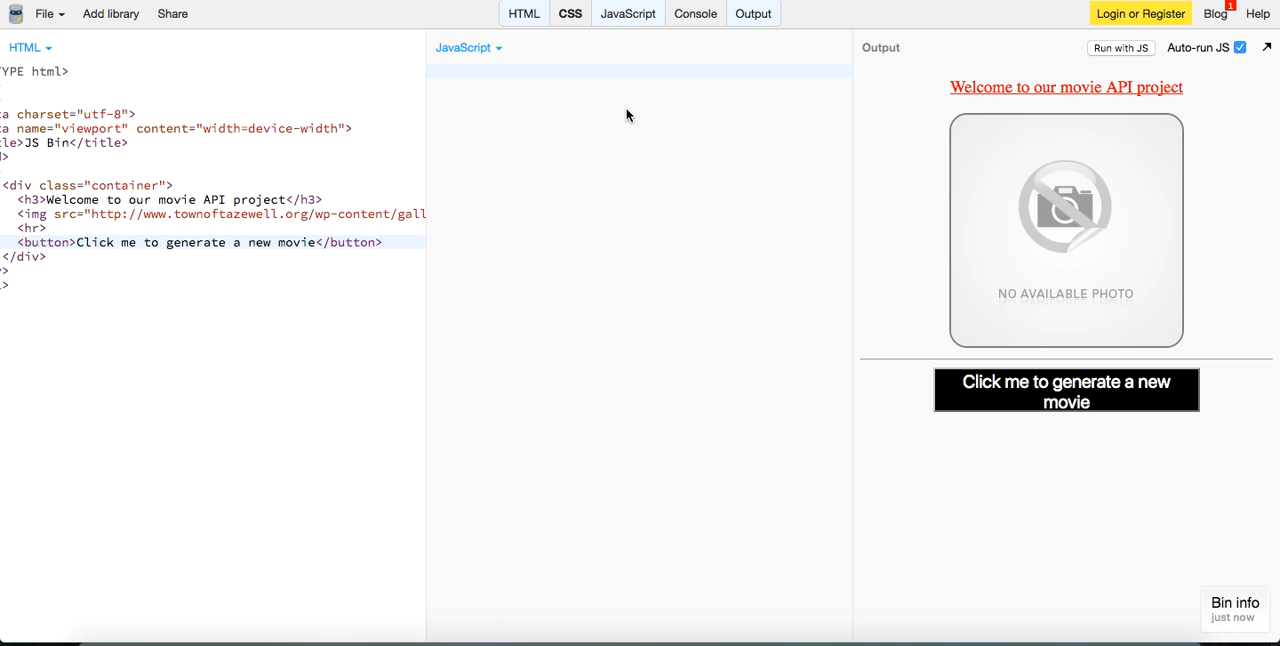 File Add library Share HTML CSS JavaScript Console Output Login or Register Blog 1 Help
HTML
JavaScript
Output Run with JS Auto-run JS
YPE html>
a charset="utf-8">
a name="viewport" content="width=device-width">
le>JS Bin</title>
>
<div class="container">
<h3>Welcome to our movie API project</h3>
<img src="http://www.townoftazewell.org/wp-content/gall
<hr>
<button>Click me to generate a new movie</button>
</div>
>
>
Welcome to our movie API project
NO AVAILABLE PHOTO
Click me to generate a new
movie
Bin info
just now